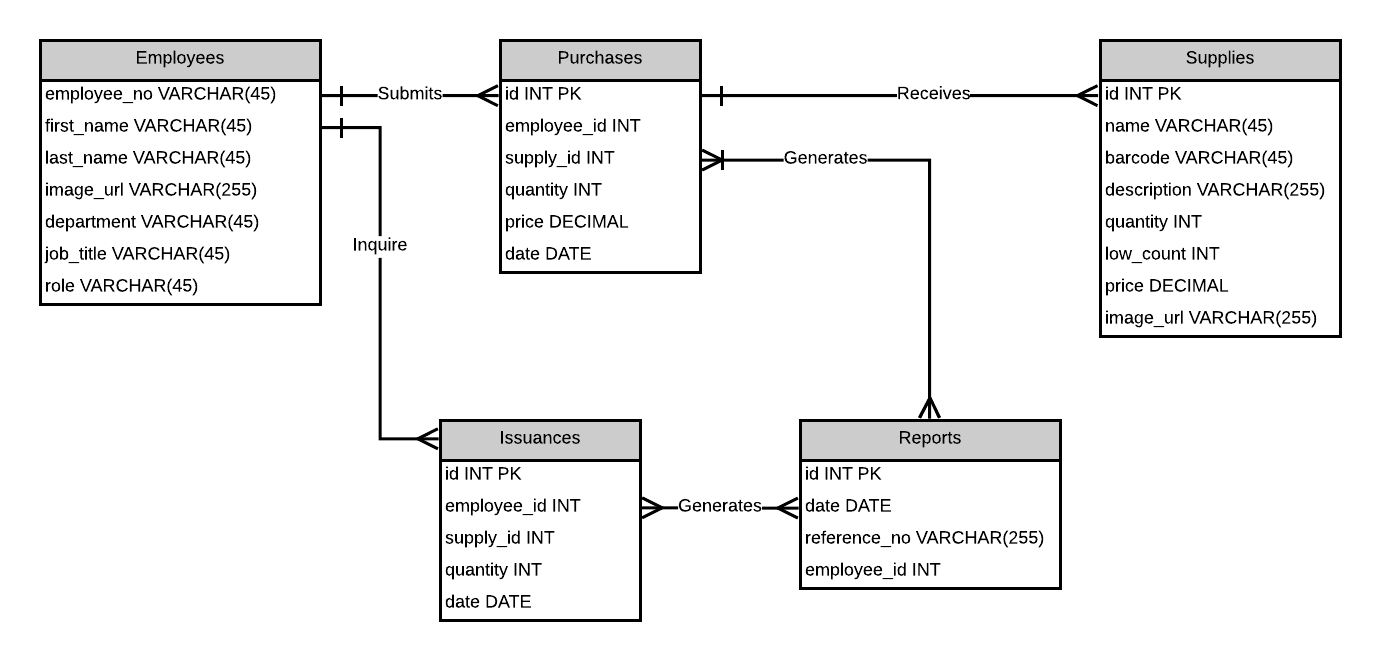 Employees
employee_no VARCHAR(45)
first_name VARCHAR(45)
last_name VARCHAR(45)
image_url VARCHAR(255)
department VARCHAR(45)
job_title VARCHAR(45)
role VARCHAR(45)
Submits
Inquire
Purchases
id INT PK
employee_id INT
supply_id INT
quantity INT
price DECIMAL
date DATE
Receives
Generates
Supplies
id INT PK
name VARCHAR(45)
barcode VARCHAR(45)
description VARCHAR(255)
quantity INT
low_count INT
price DECIMAL
image_url VARCHAR(255)
Issuances
id INT PK
employee_id INT
supply_id INT
quantity INT
date DATE
Generates
Reports
id INT PK
date DATE
reference_no VARCHAR(255)
employee_id INT